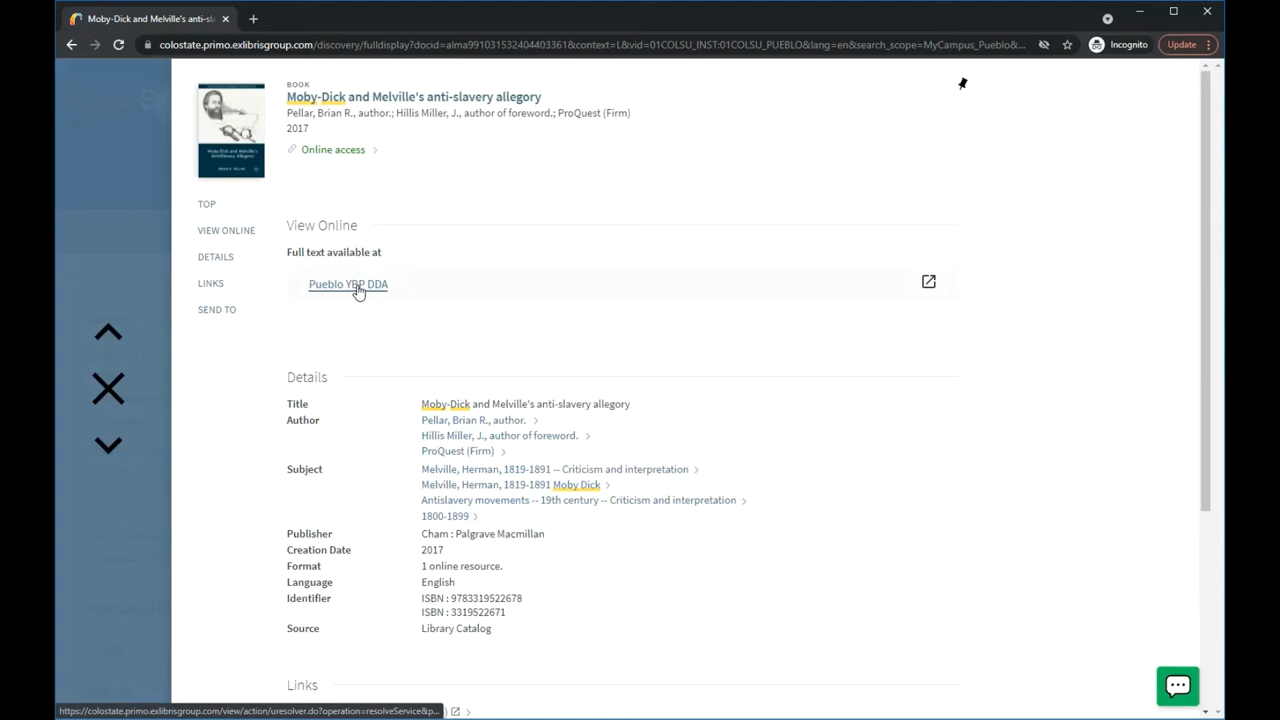 Moby-Dick and Melville's anti-sla
Update
colostate.primo.exlibrisgroup.com/discovery/fulldisplay?docid=alma991031532404403361&context=L&vid=01COLSU_INST:01COLSU_PUEBLO&lang=en&search_scope=MyCampus_Pueblo&...
Incognito
BOOK
Moby-Dick and Melville's anti-slavery allegory
Pellar, Brian R., author.; Hillis Miller, J., author of foreword.; ProQuest (Firm)
2017
Online access
TOP
VIEW ONLINE
DETAILS
LINKS
SEND TO
View Online
Full text available at
Pueblo YBP DDA
Details
Title Moby-Dick and Melville's anti-slavery allegory
Author Pellar, Brian R., author.
Hillis Miller, J., author of foreword.
ProQuest (Firm)
Subject Melville, Herman, 1819-1891 -- Criticism and interpretation
Melville, Herman, 1819-1891 Moby Dick
Antislavery movements -- 19th century -- Criticism and interpretation
1800-1899
Publisher Cham : Palgrave Macmillan
Creation Date 2017
Format 1 online resource.
Language English
Identifier ISBN : 9783319522678
ISBN : 3319522671
Source Library Catalog
Links
https://colostate.primo.exlibrisgroup.com/view/action/uresolver.do?operation=resolveService&p...